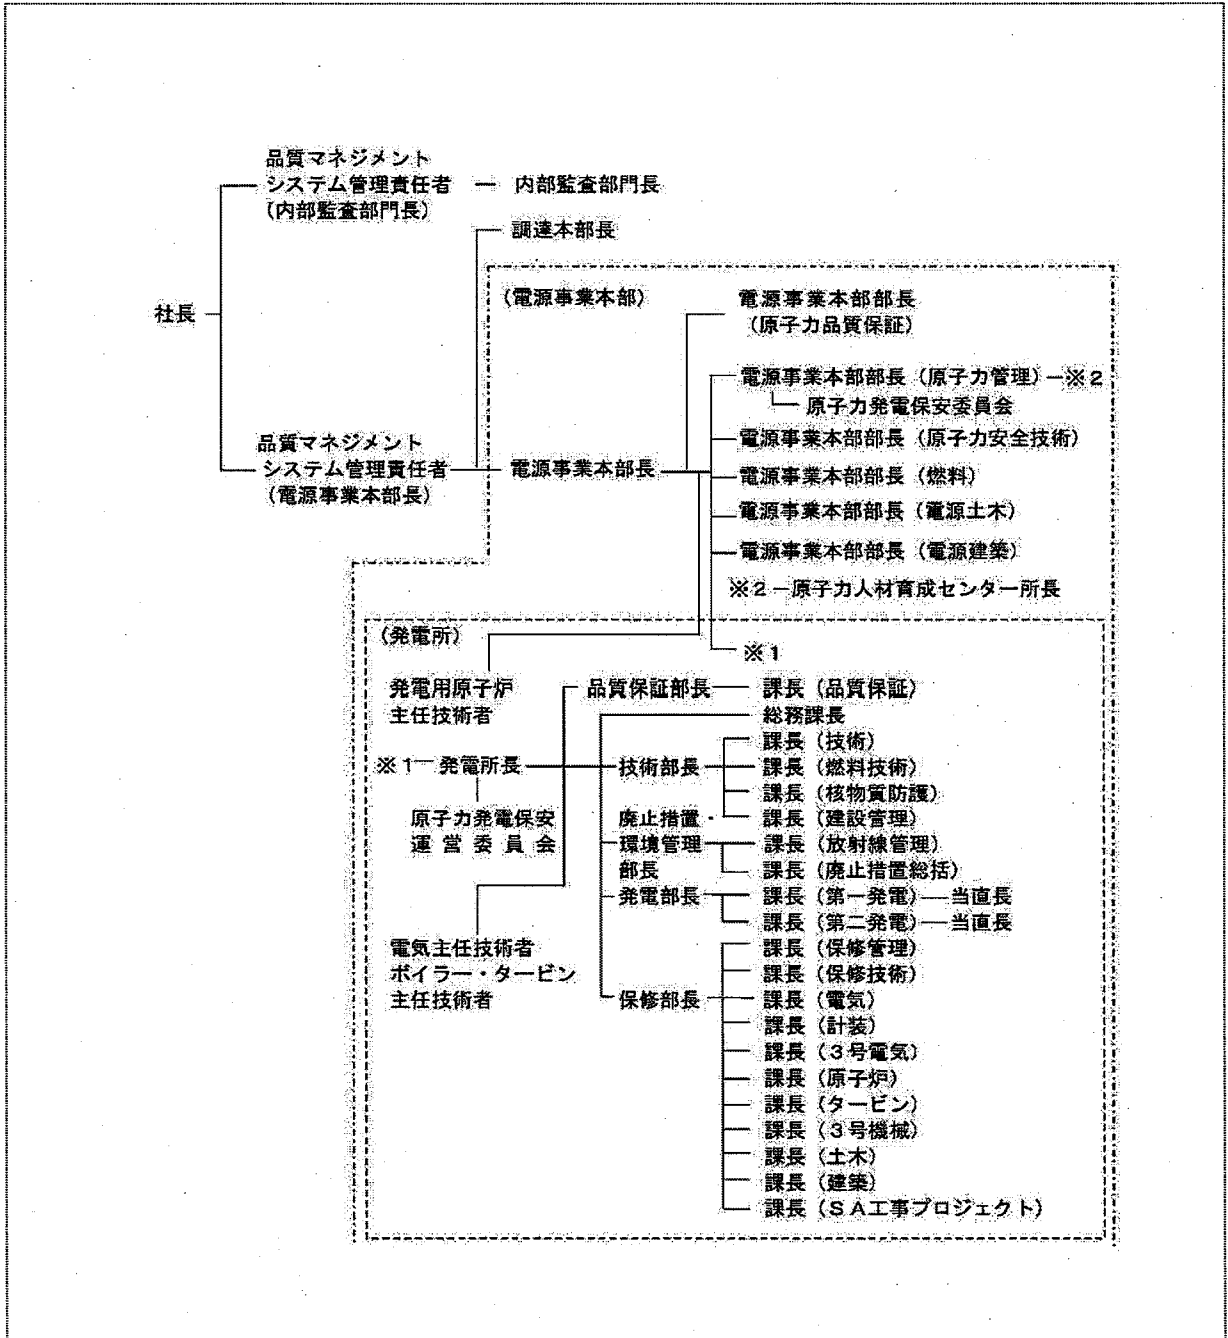 品質マネジメント
システム管理責任者 ― 内部監査部門長
(内部監査部門長)
調達本部長
社長
(電源事業本部)
電源事業本部部長
(原子力品質保証)
電源事業本部部長(原子力管理)―※2
原子力発電保安委員会
電源事業本部部長(原子力安全技術)
品質マネジメント
システム管理責任者
(電源事業本部長)
電源事業本部長
電源事業本部部長(燃料)
電源事業本部部長(電源土木)
電源事業本部部長(電源建築)
※2―原子力人材育成センター所長
(発電所)
※1
発電用原子炉
主任技術者
品質保証部長
課長(品質保証)
総務課長
※1―発電所長
原子力発電保安
運営委員会
技術部長
課長(技術)
課長(燃料技術)
課長(核物質防護)
課長(建設管理)
廃止措置・
環境管理
部長
課長(放射線管理)
課長(廃止措置総括)
発電部長
課長(第一発電)―当直長
課長(第二発電)―当直長
電気主任技術者
ボイラー・タービン
主任技術者
保修部長
課長(保修管理)
課長(保修技術)
課長(電気)
課長(計装)
課長(3号電気)
課長(原子炉)
課長(タービン)
課長(3号機械)
課長(土木)
課長(建築)
課長(SA工事プロジェクト)